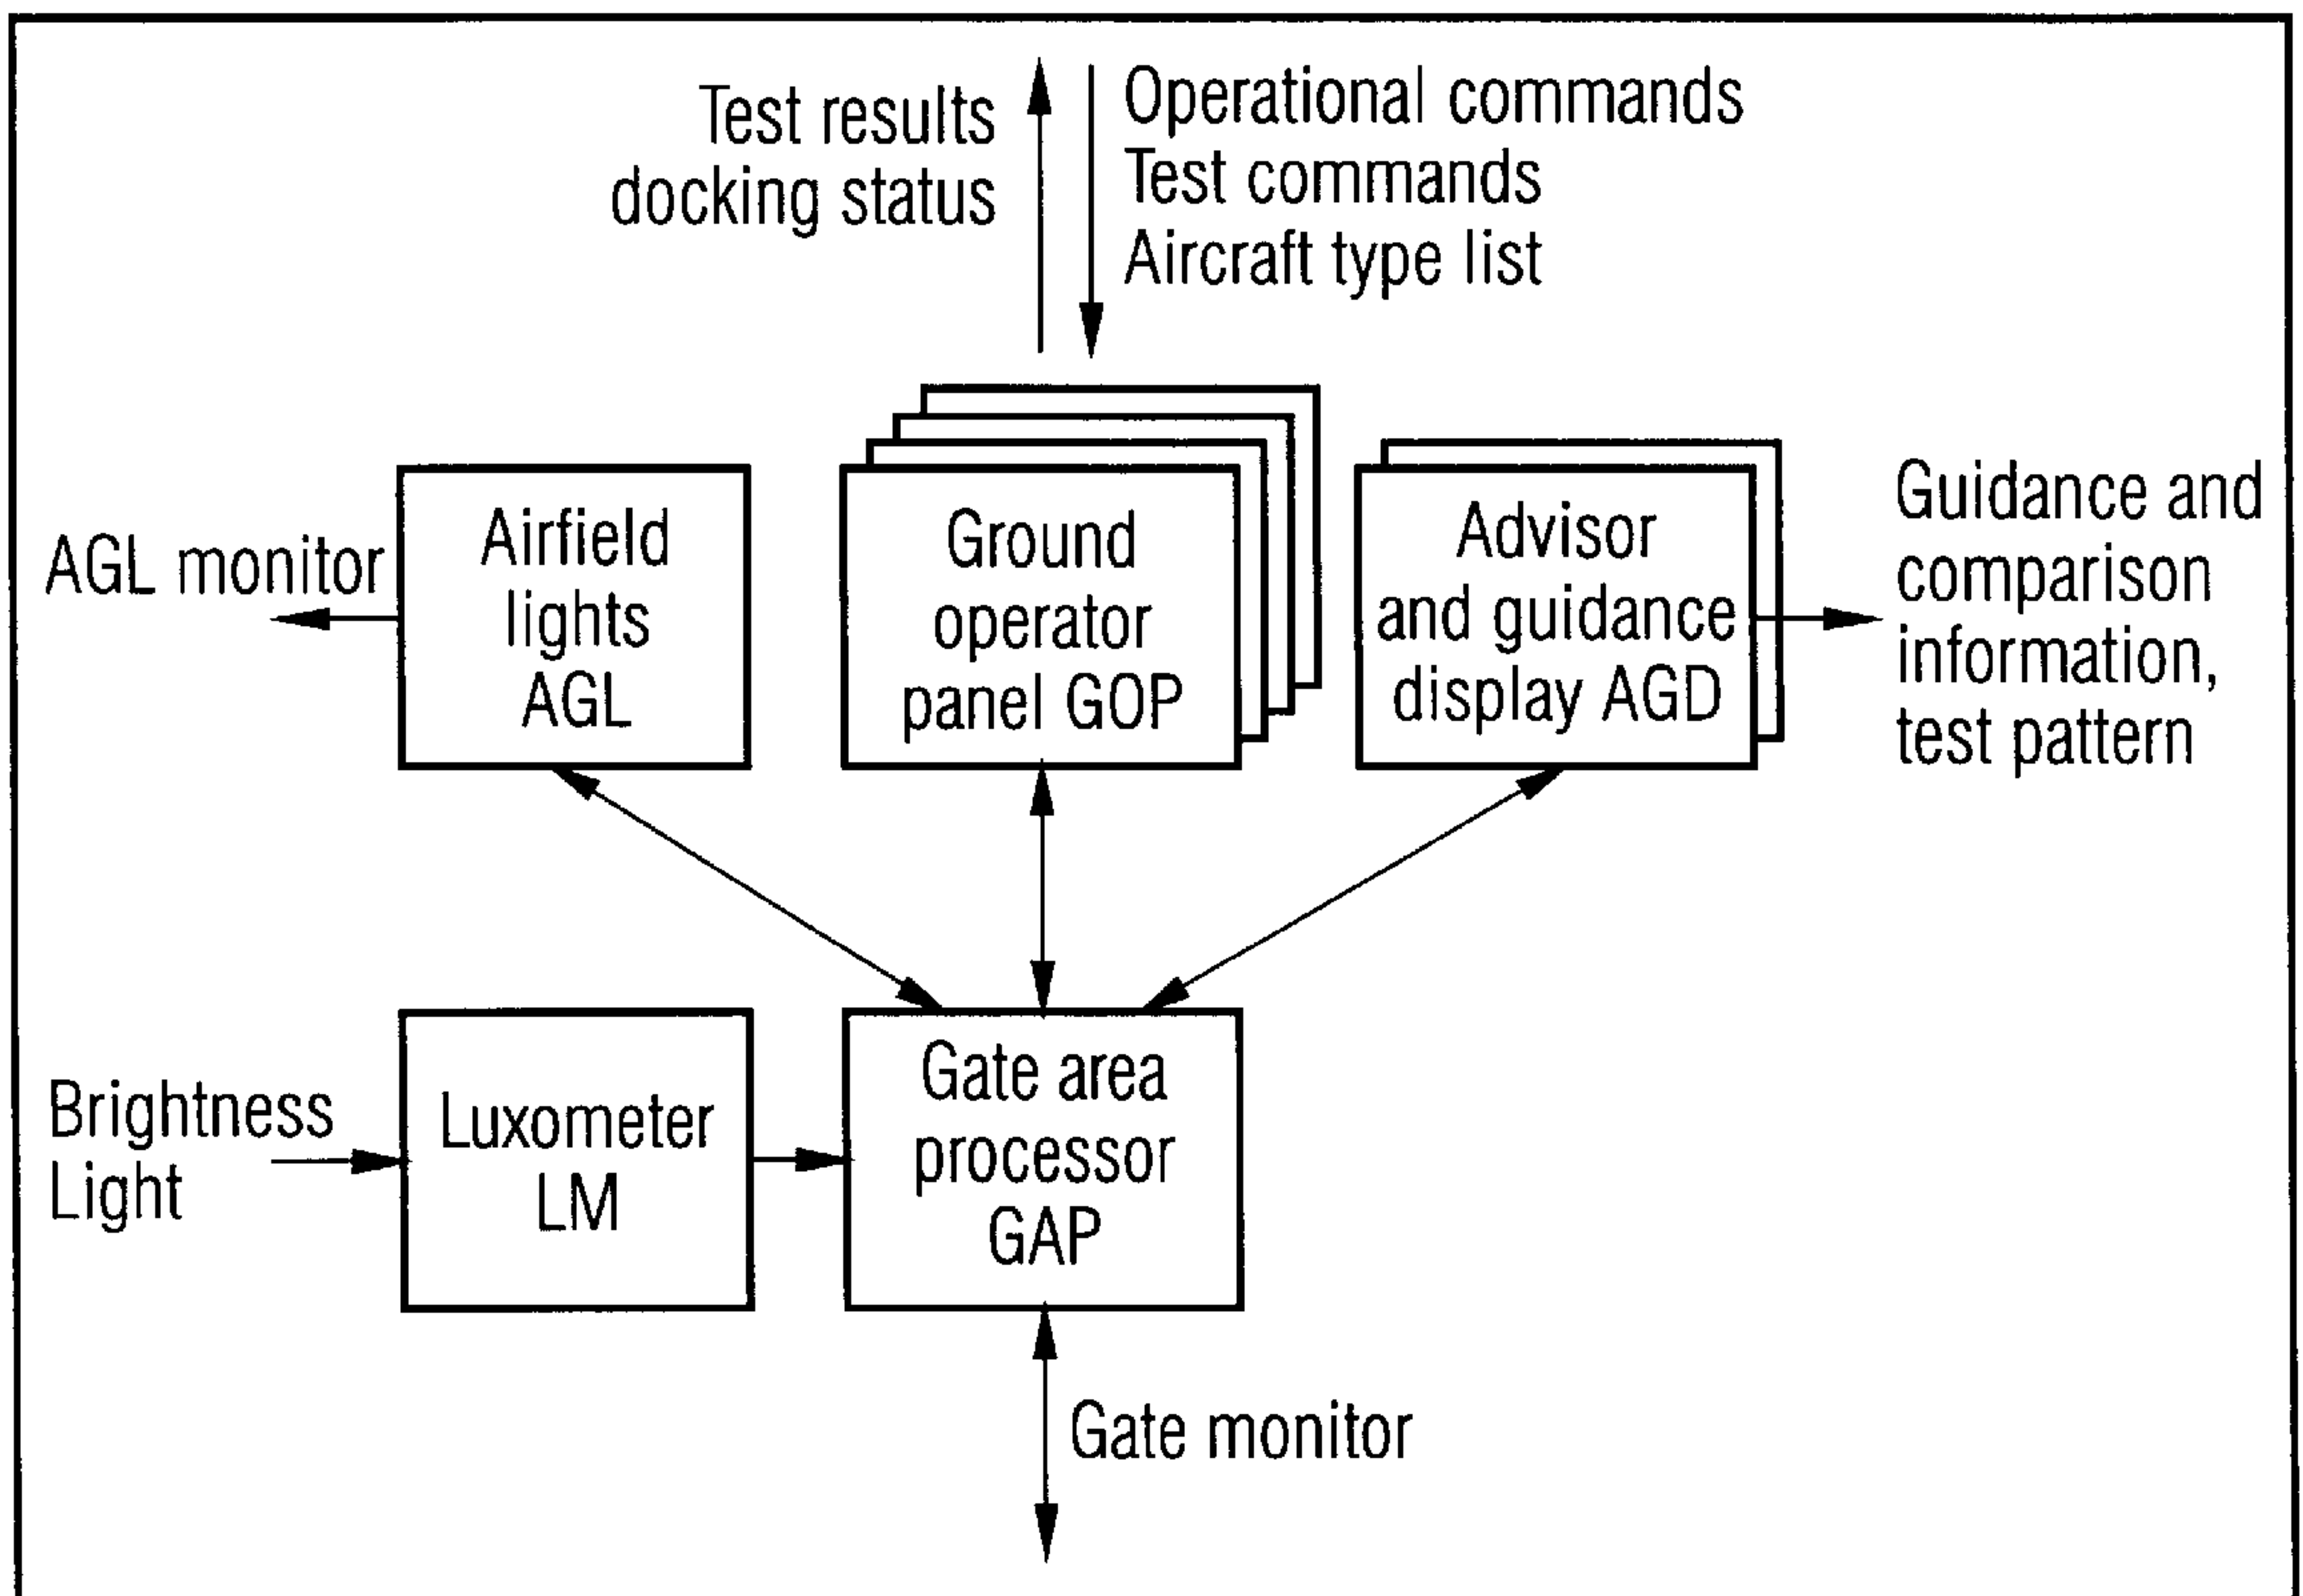 Test results
docking status
Operational commands
Test commands
Aircraft type list
AGL monitor
Airfield
lights
AGL
Ground
operator
panel GOP
Advisor
and guidance
display AGD
Guidance and
comparison
information,
test pattern
Brightness
Light
Luxometer
LM
Gate area
processor
GAP
Gate monitor